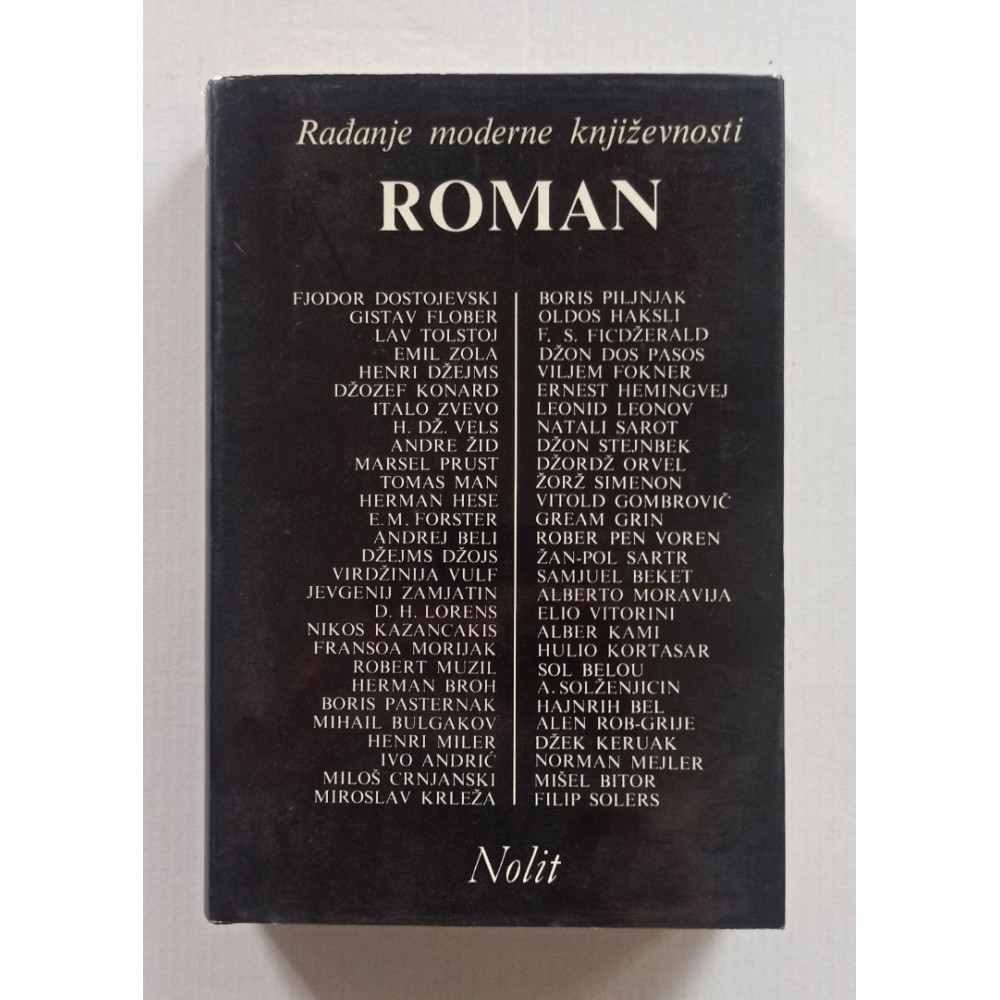 Rađanje moderne književnosti
ROMAN
FJODOR DOSTOJEVSKI
GISTAV FLOBER
LAV TOLSTOJ
EMIL ZOLA
HENRI DŽEJMS
DŽOZEF KONARD
ITALO ZVEVO
H. DŽ. VELS
ANDRE ŽID
MARSEL PRUST
TOMAS MAN
HERMAN HESE
E.M. FORSTER
ANDREJ BELI
DŽEJMS DŽOJS
VIRDŽINIJA VULF
JEVGENIJ ZAMJATIN
D. H. LORENS
NIKOS KAZANCAKIS
FRANSOA MORIJAK
ROBERT MUZIL
HERMAN BROH
BORIS PASTERNAK
MIHAIL BULGAKOV
HENRI MILER
IVO ANDRIĆ
MILOŠ CRNJANSKI
MIROSLAV KRLEŽA
BORIS PILJNJAK
OLDOS HAKSLI
F. S. FICDŽERALD
DŽON DOS PASOS
VILJEM FOKNER
ERNEST HEMINGVEJ
LEONID LEONOV
NATALI SAROT
DŽON STEJNBEK
DŽORDŽ ORVEL
ŽORŽ SIMENON
VITOLD GOMBROVIČ
GREAM GRIN
ROBER PEN VOREN
ŽAN-POL SARTR
SAMJUEL BEKET
ALBERTO MORAVIJA
ELIO VITORINI
ALBER KAMI
HULIO KORTASAR
SOL BELOU
A. SOLŽENJICIN
HAJNRIH BEL
ALEN ROB-GRIJE
DŽEK KERUAK
NORMAN MEJLER
MIŠEL BITOR
FILIP SOLERS
Nolit